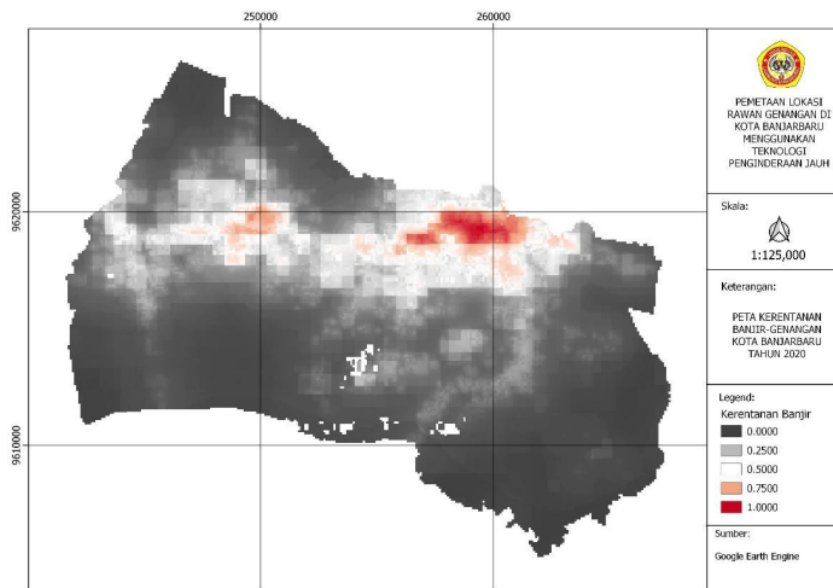 250000
260000
9620000
9610000
PEMETAAN LOKASI
RAWAN GENANGAN DI
KOTA BANJARBARU
MENGGUNAKAN
TEKNOLOGI
PENGINDERAAN JAUH
Skala:
1:125,000
Keterangan:
PETA KERENTANAN
BANJIR-GENANGAN
KOTA BANJARBARU
TAHUN 2020
Legend:
Kerentanan Banjir
0.0000
0.2500
0.5000
0.7500
1.0000
Sumber:
Google Earth Engine